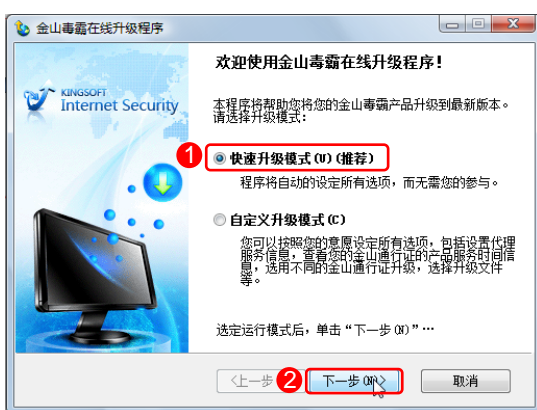 金山毒霸在线升级程序
欢迎使用金山毒霸在线升级程序!
KINGSOFT
Internet Security
本程序将帮助您将您的金山毒霸产品升级到最新版本。
请选择升级模式:
1
快速升级模式(U)(推荐)
程序将自动的设定所有选项，而无需您的参与。
自定义升级模式(C)
您可以按照您的意愿设定所有选项，包括设置代理
服务信息，查看您的金山通行证的产品服务时间信
息，选用不同的金山通行证升级，选择升级文件
等。
选定运行模式后，单击“下一步(N)”…
<上一步
2
下一步(N)>
取消